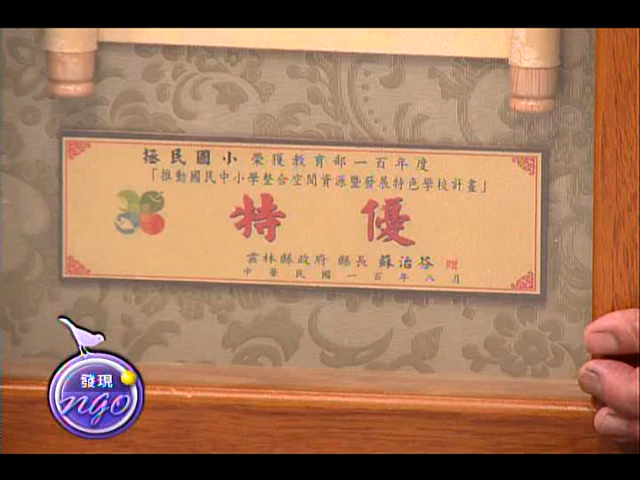 拯民國小榮獲教育部一百年度
「推動國民中小學整合空間資源暨發展特色學校計畫」
特優
雲林縣政府 縣長 蘇治芬 贈
中華民國一百年八月
發現
ngo